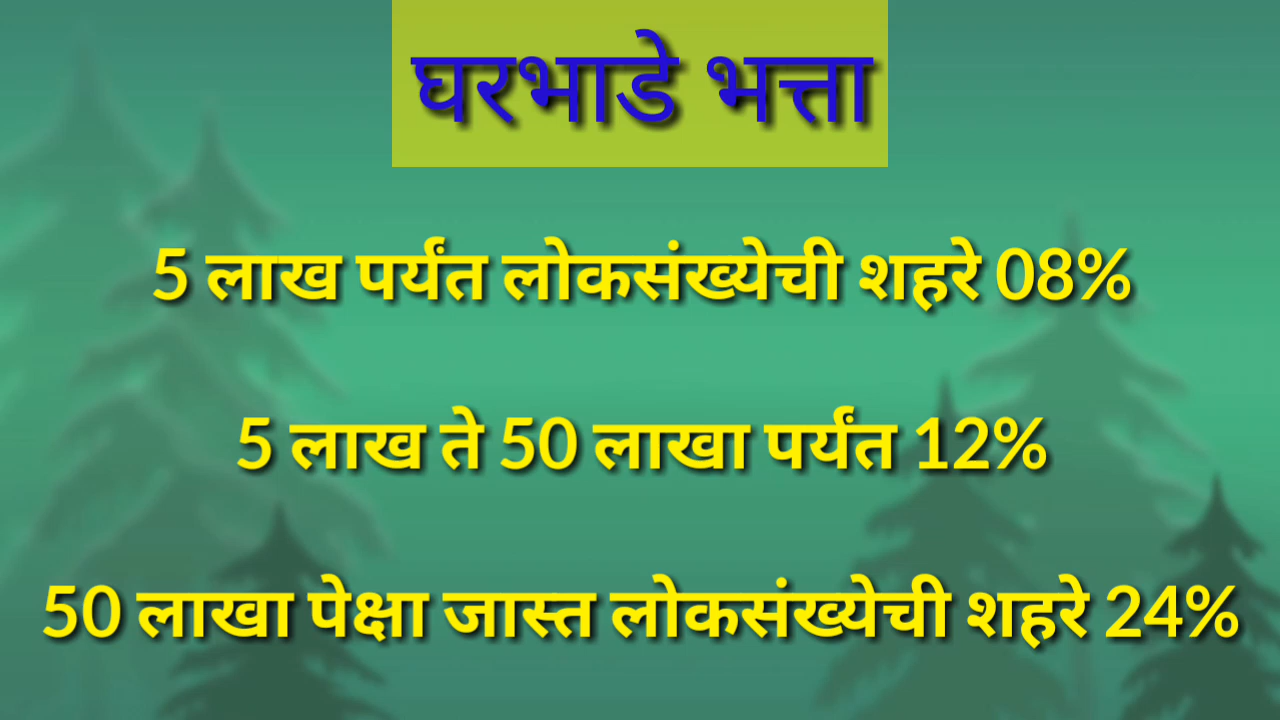 घरभाडे भत्ता
5 लाख पर्यंत लोकसंख्येची शहरे 08%
5 लाख ते 50 लाखा पर्यंत 12%
50 लाखा पेक्षा जास्त लोकसंख्येची शहरे 24%